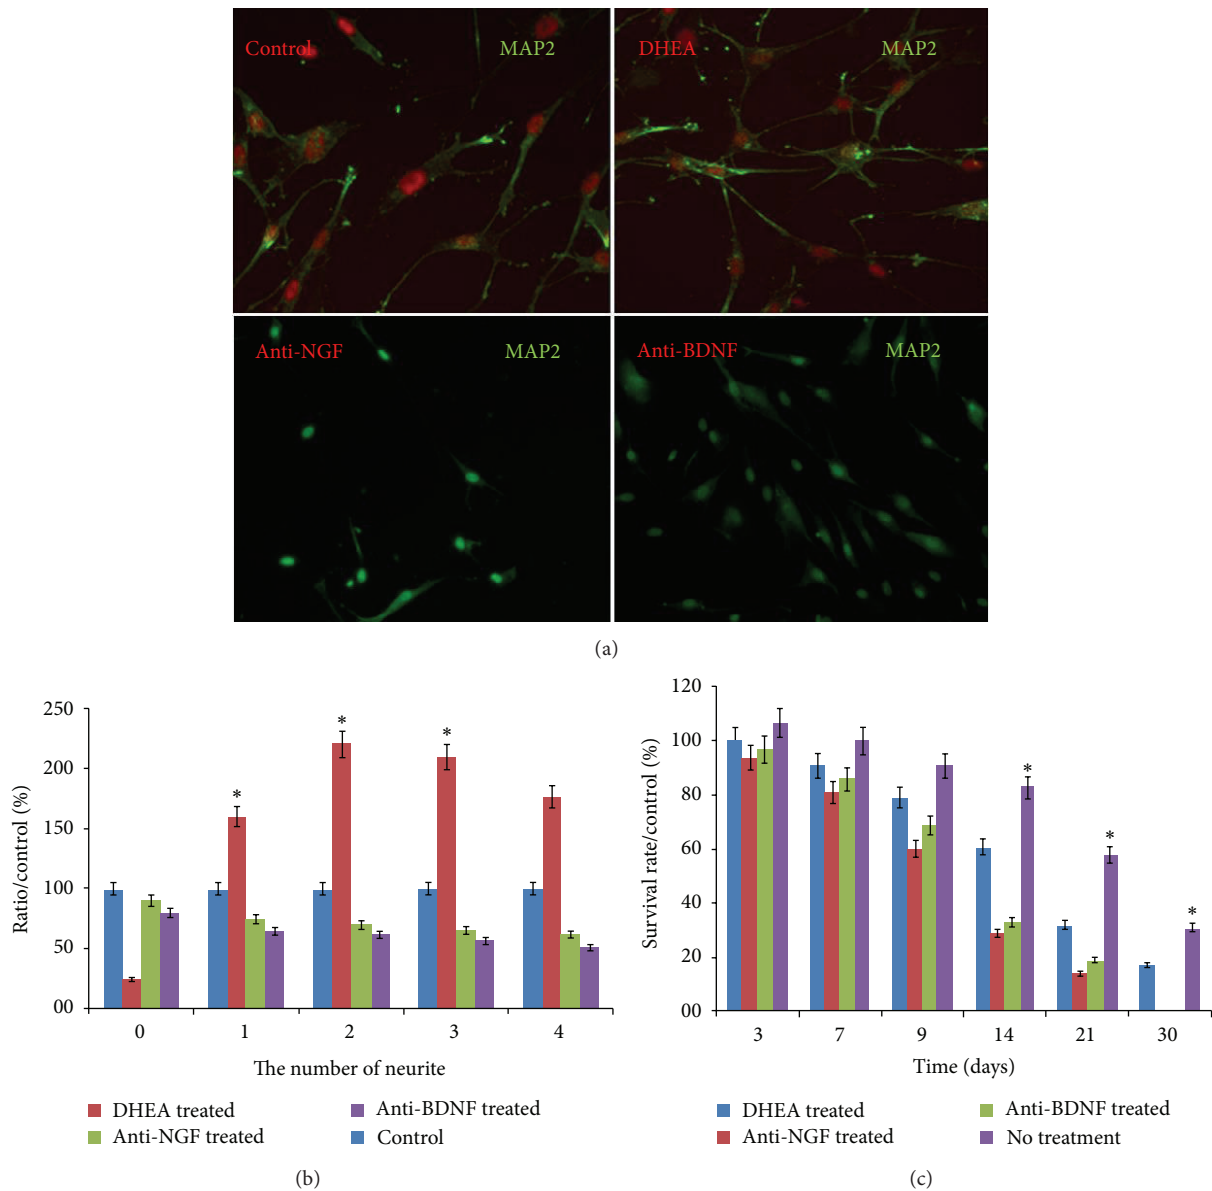 Control MAP2
DHEA MAP2
Anti-NGF MAP2
Anti-BDNF MAP2
(a)
250
200
150
100
50
00
Ratio/control (%)
* * *
0 1 2 3 4
The number of neurite
DHEA treated
Anti-BDNF treated
Anti-NGF treated
Control
(b)
120
100
80
60
40
20
00
Survival rate/control (%)
* * *
3 7 9 14 21 30
Time (days)
DHEA treated
Anti-BDNF treated
Anti-NGF treated
No treatment
(c)